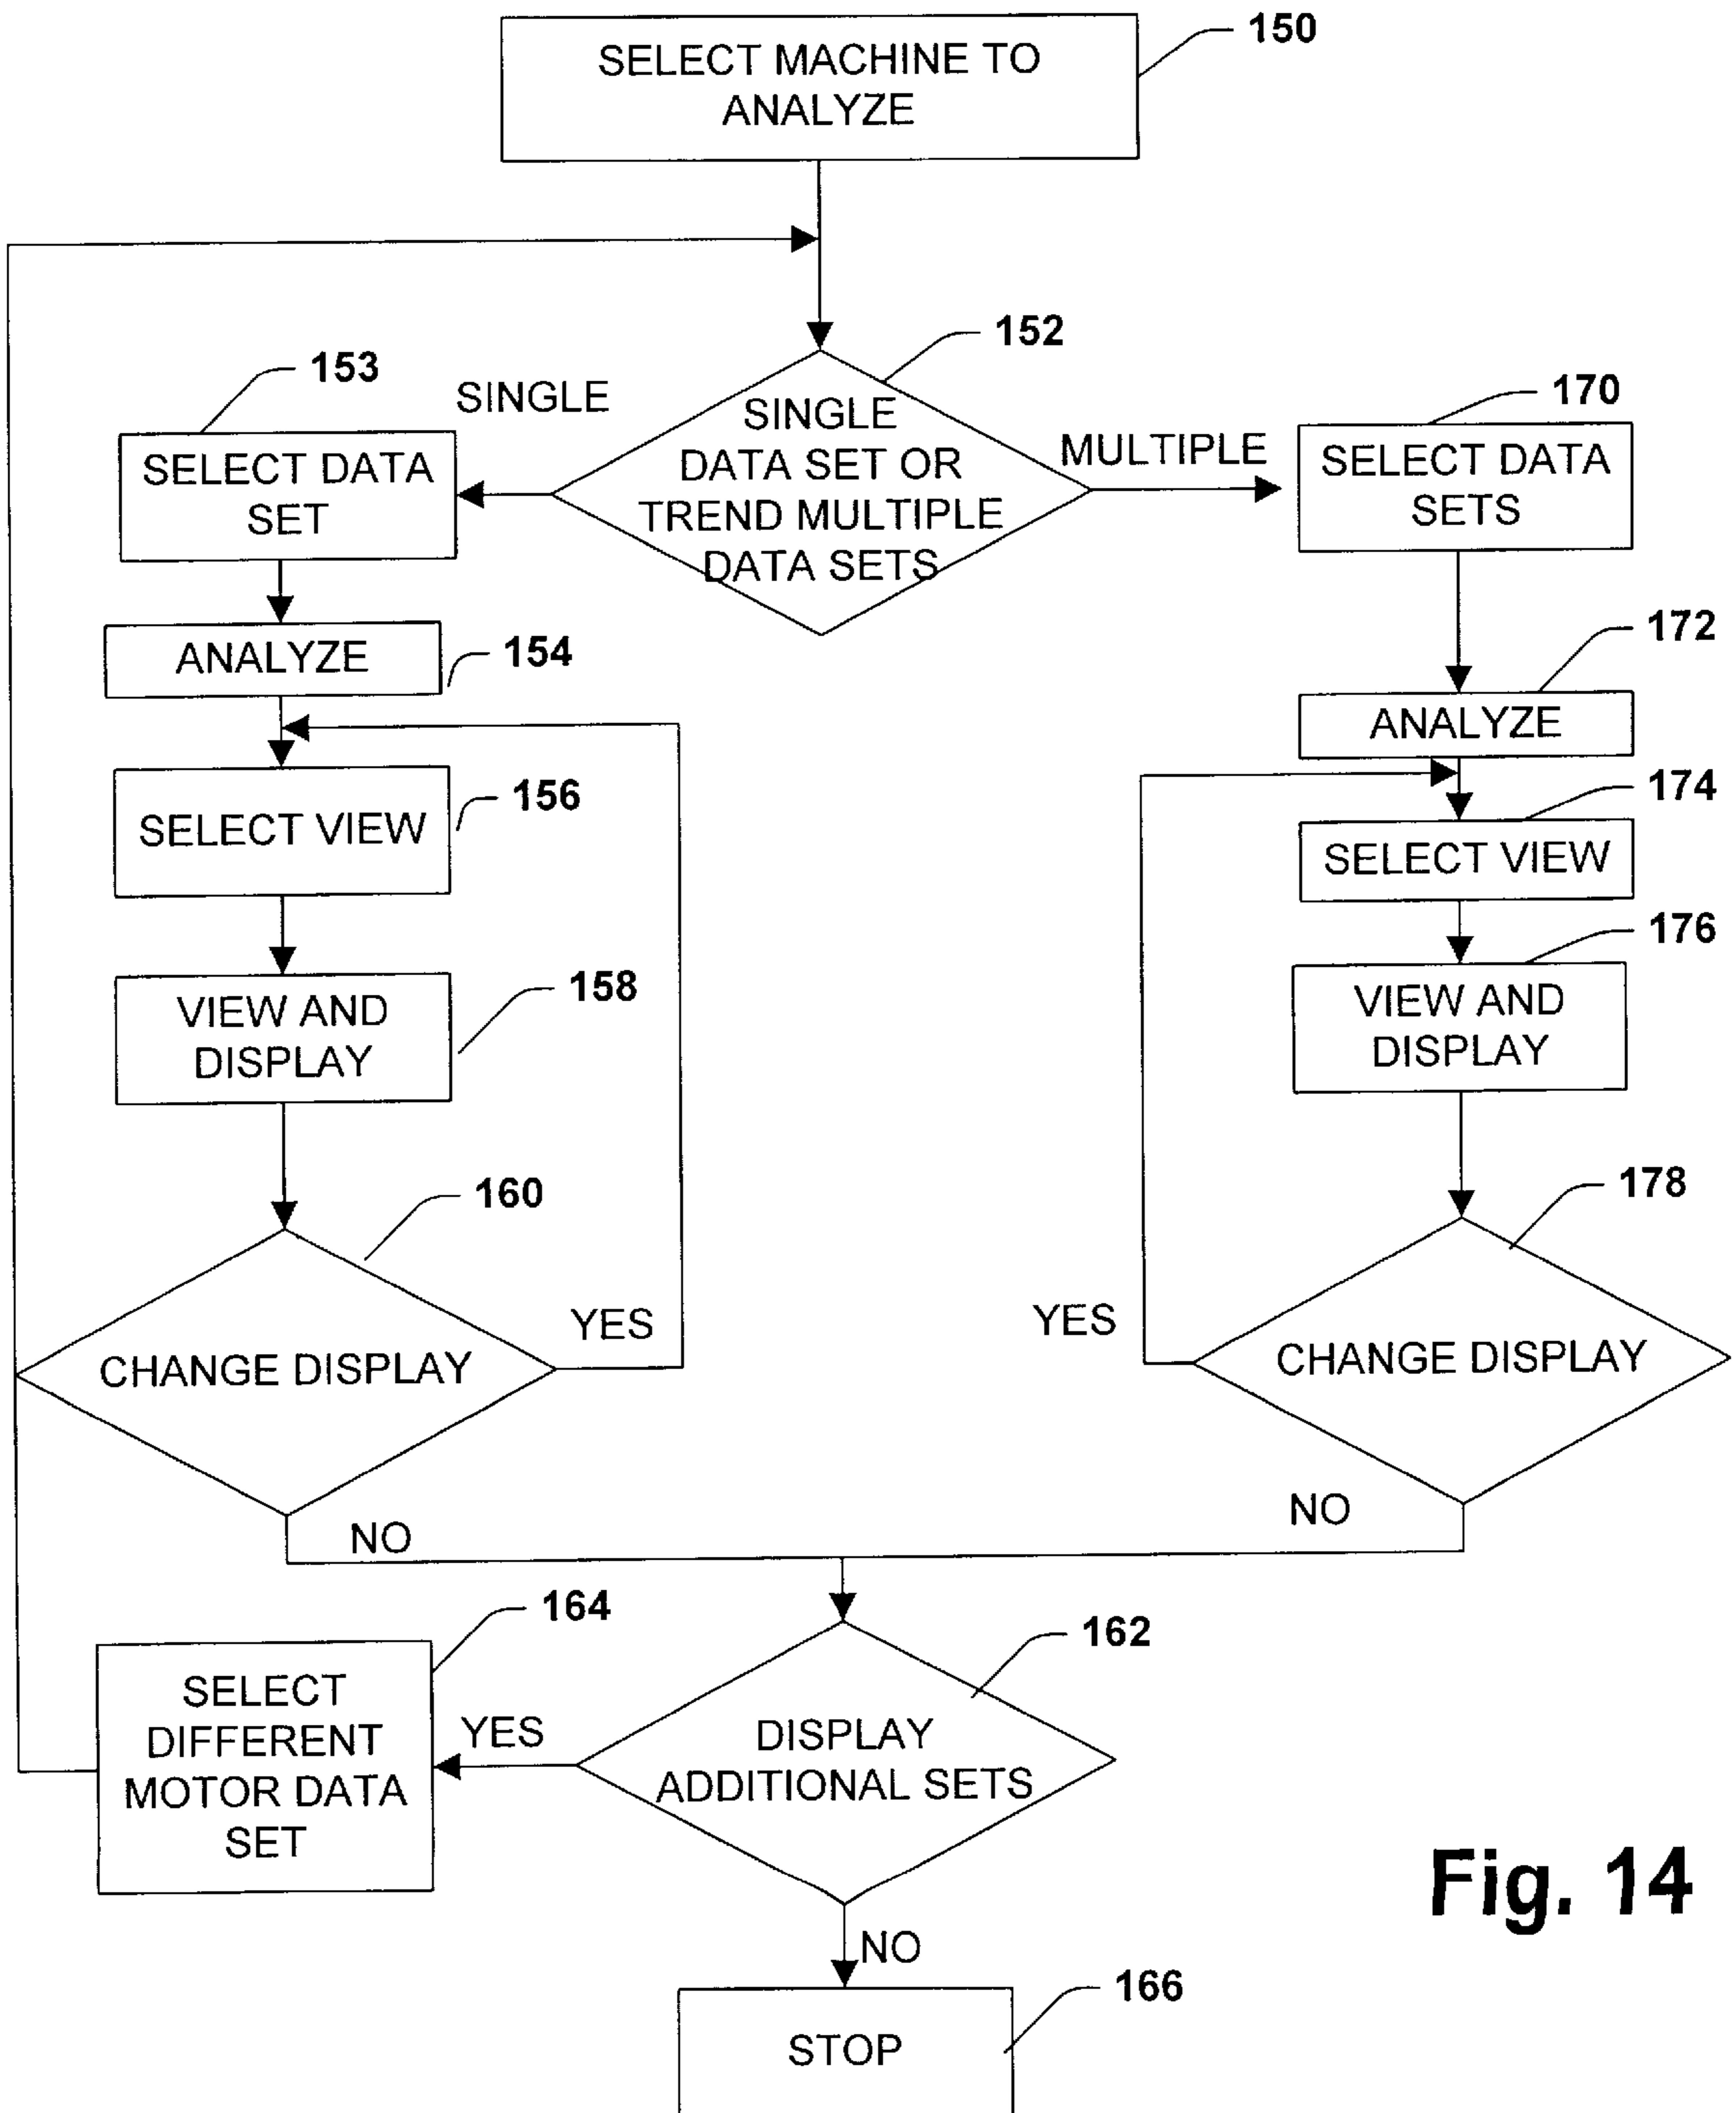 150
SELECT MACHINE TO
ANALYZE
152
153
SINGLE
SINGLE
DATA SET OR
TREND MULTIPLE
DATA SETS
MULTIPLE
170
SELECT DATA
SET
SELECT DATA
SETS
ANALYZE
154
172
ANALYZE
156
SELECT VIEW
174
SELECT VIEW
158
VIEW AND
DISPLAY
176
VIEW AND
DISPLAY
160
CHANGE DISPLAY
YES
178
YES
CHANGE DISPLAY
NO
NO
164
SELECT
DIFFERENT
MOTOR DATA
SET
YES
162
DISPLAY
ADDITIONAL SETS
NO
166
STOP
Fig. 14